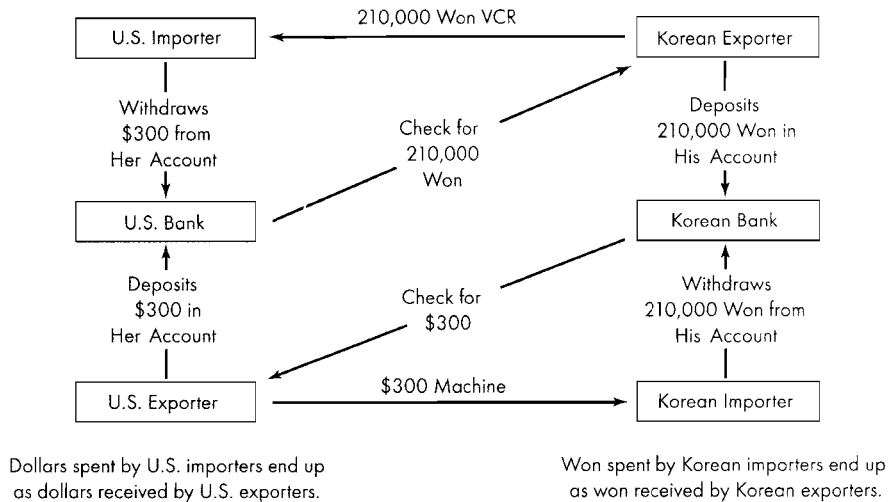 210,000 Won VCR
U.S. Importer
Korean Exporter
Withdraws
$300 from
Her Account
Check for
210,000
Won
Deposits
210,000 Won in
His Account
U.S. Bank
Korean Bank
Deposits
$300 in
Her Account
Check for
$300
Withdraws
210,000 Won from
His Account
$300 Machine
U.S. Exporter
Korean Importer
Dollars spent by U.S. importers end up
as dollars received by U.S. exporters.
Won spent by Korean importers end up
as won received by Korean exporters.